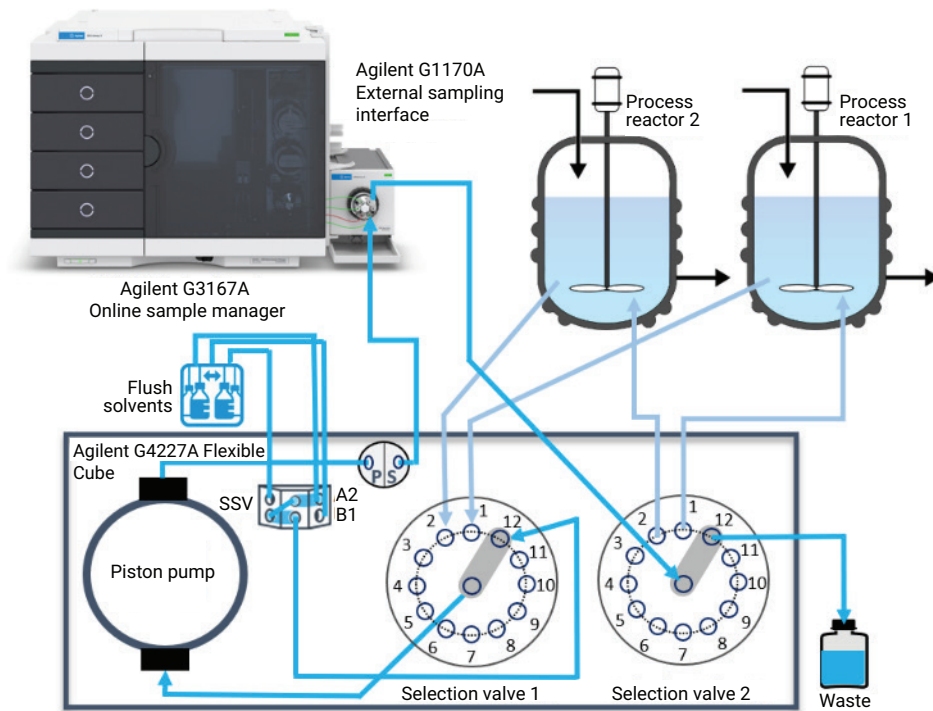 Agilent G1170A
External sampling
interface
Process
reactor 2
Process
reactor 1
Agilent G3167A
Online sample manager
Flush
solvents
Agilent G4227A Flexible
Cube
P S
SSV
A2
B1
Piston pump
1
2
3
4
5
6
7
8
9
10
11
12
Selection valve 1
1
2
3
4
5
6
7
8
9
10
11
12
Selection valve 2
Waste